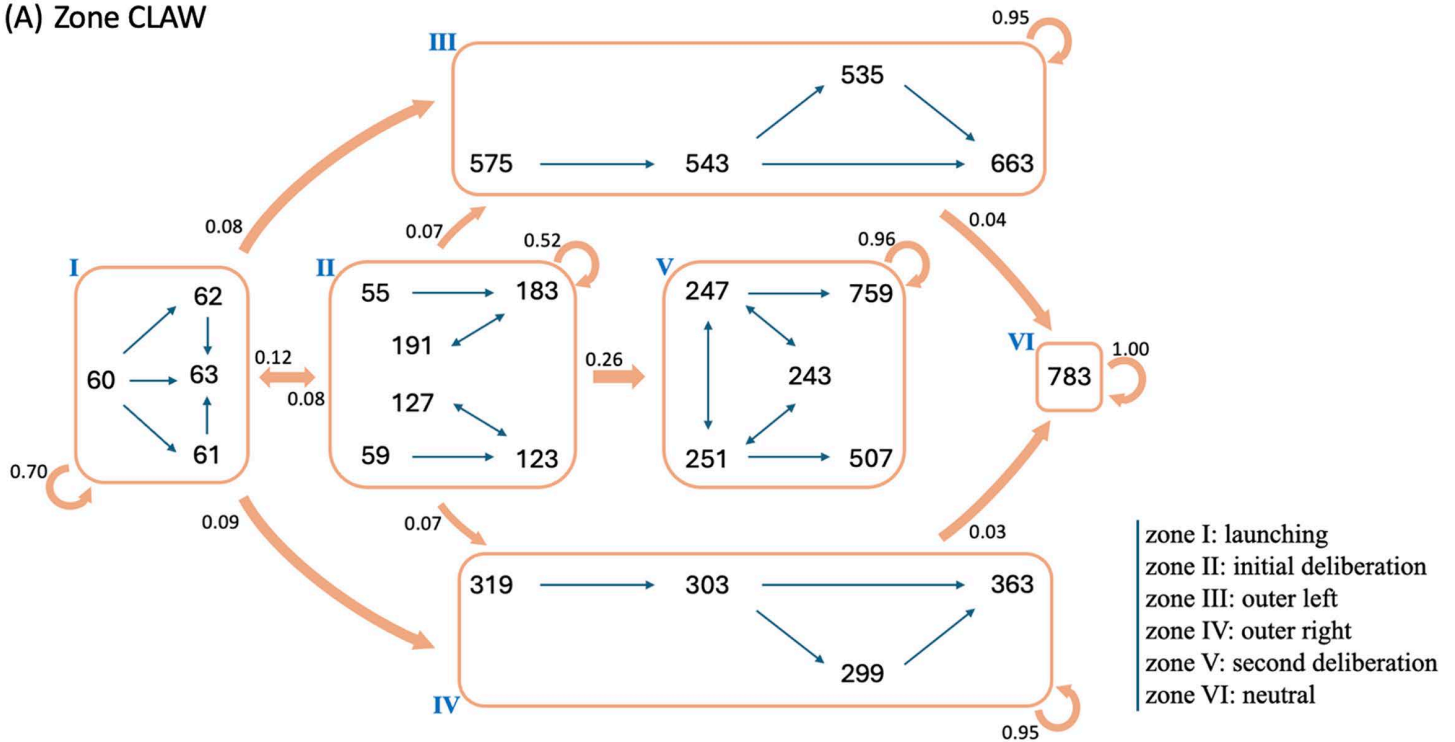 (A) Zone CLAW
III
0.95
535
575 543 663
0.08
0.07
0.04
I
62
60 63
61
0.70
0.12
0.08
II
0.52
55 183
191
127
59 123
0.26
V
0.96
247 759
243
251 507
VI
783
1.00
0.09
0.07
0.03
319 303 363
299
IV
0.95
zone I: launching
zone II: initial deliberation
zone III: outer left
zone IV: outer right
zone V: second deliberation
zone VI: neutral